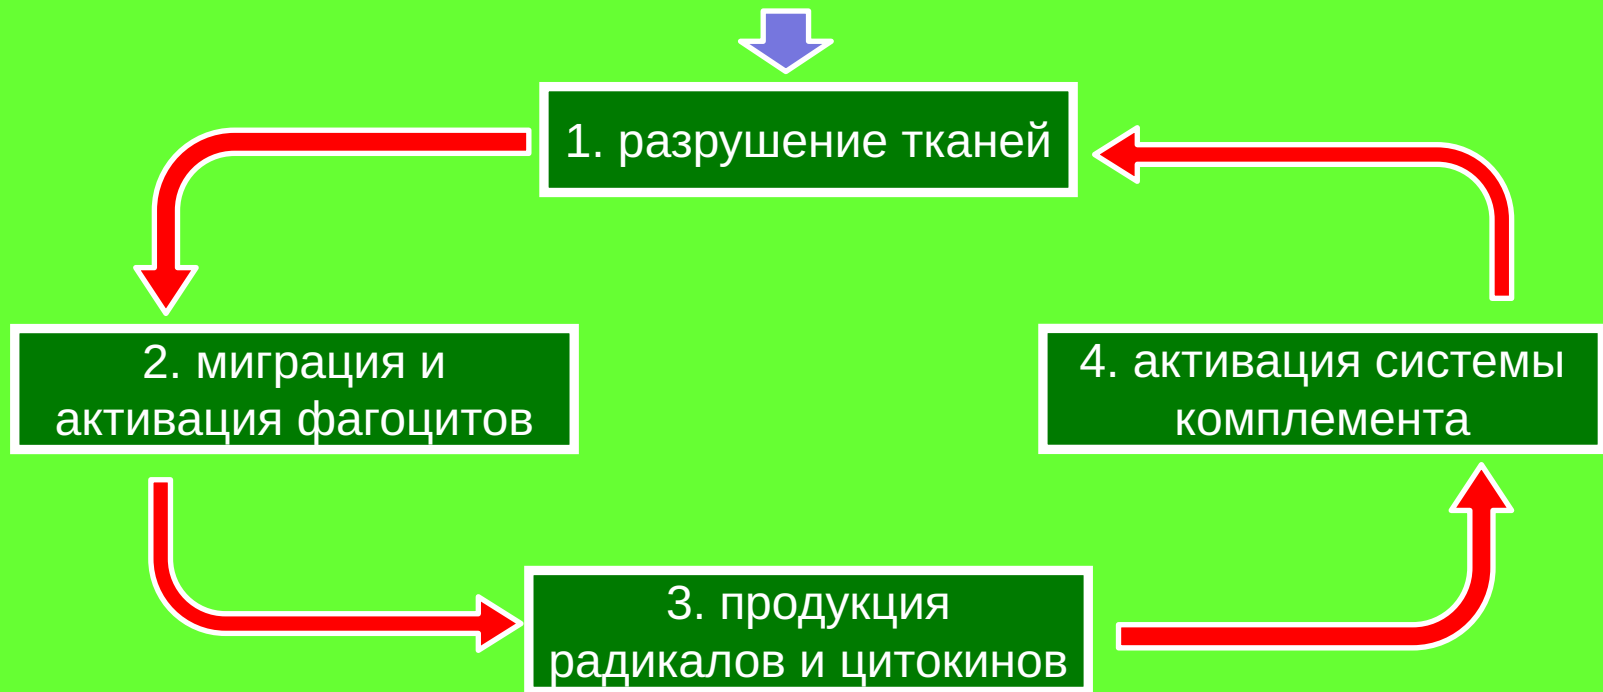 1. разрушение тканей
2. миграция и
активация фагоцитов
4. активация системы
комплемента
3. продукция
радикалов и цитокинов